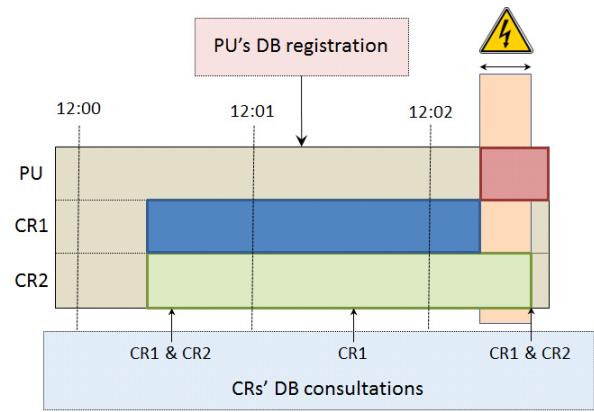 PU's DB registration
12:00
12:01
12:02
PU
CR1
CR2
CR1 & CR2
CR1
CR1 & CR2
CRs' DB consultations